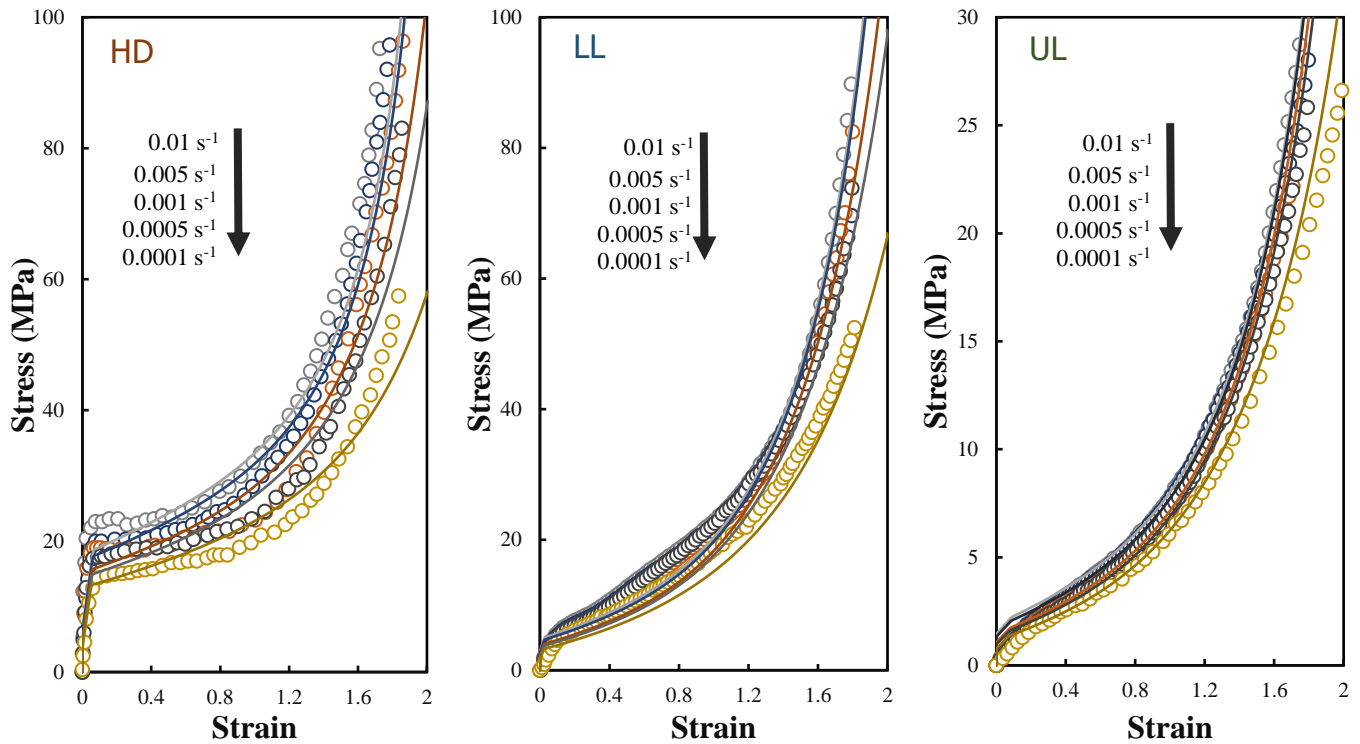 HD
0.01 s-1
0.005 s-1
0.001 s-1
0.0005 s-1
0.0001 s-1
100
80
60
40
20
0
0
0.4
0.8
1.2
1.6
2
Stress (MPa)
Strain
LL
0.01 s-1
0.005 s-1
0.001 s-1
0.0005 s-1
0.0001 s-1
100
80
60
40
20
0
0
0.4
0.8
1.2
1.6
2
Stress (MPa)
Strain
UL
0.01 s-1
0.005 s-1
0.001 s-1
0.0005 s-1
0.0001 s-1
30
25
20
15
10
5
0
0
0.4
0.8
1.2
1.6
2
Stress (MPa)
Strain